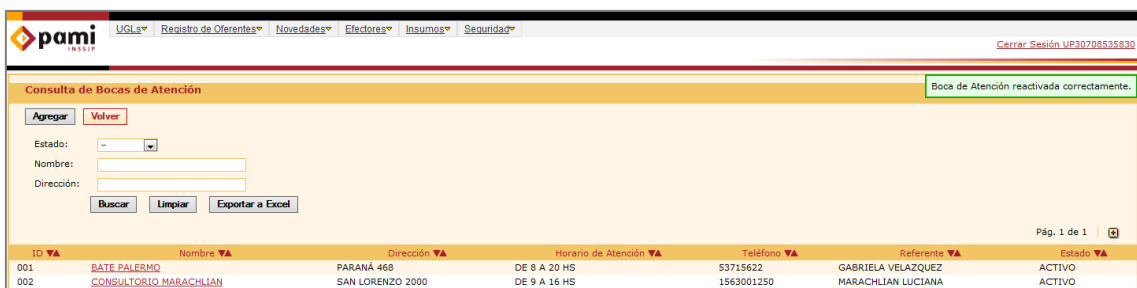 pami
INSSJP
UGLs Registro de Oferentes Novedades Efectores Insumos Seguridad
Cerrar Sesión UP30708535830
Consulta de Bocas de Atención
Boca de Atención reactivada correctamente.
Agregar Volver
Estado: --
Nombre:
Dirección:
Buscar Limpiar Exportar a Excel
Pág. 1 de 1
ID Nombre Dirección Horario de Atención Teléfono Referente Estado
001 BATE PALERMO PARANÁ 468 DE 8 A 20 HS 53715622 GABRIELA VELAZQUEZ ACTIVO
002 CONSULTORIO MARACHLIAN SAN LORENZO 2000 DE 9 A 16 HS 1563001250 MARACHLIAN LUCIANA ACTIVO